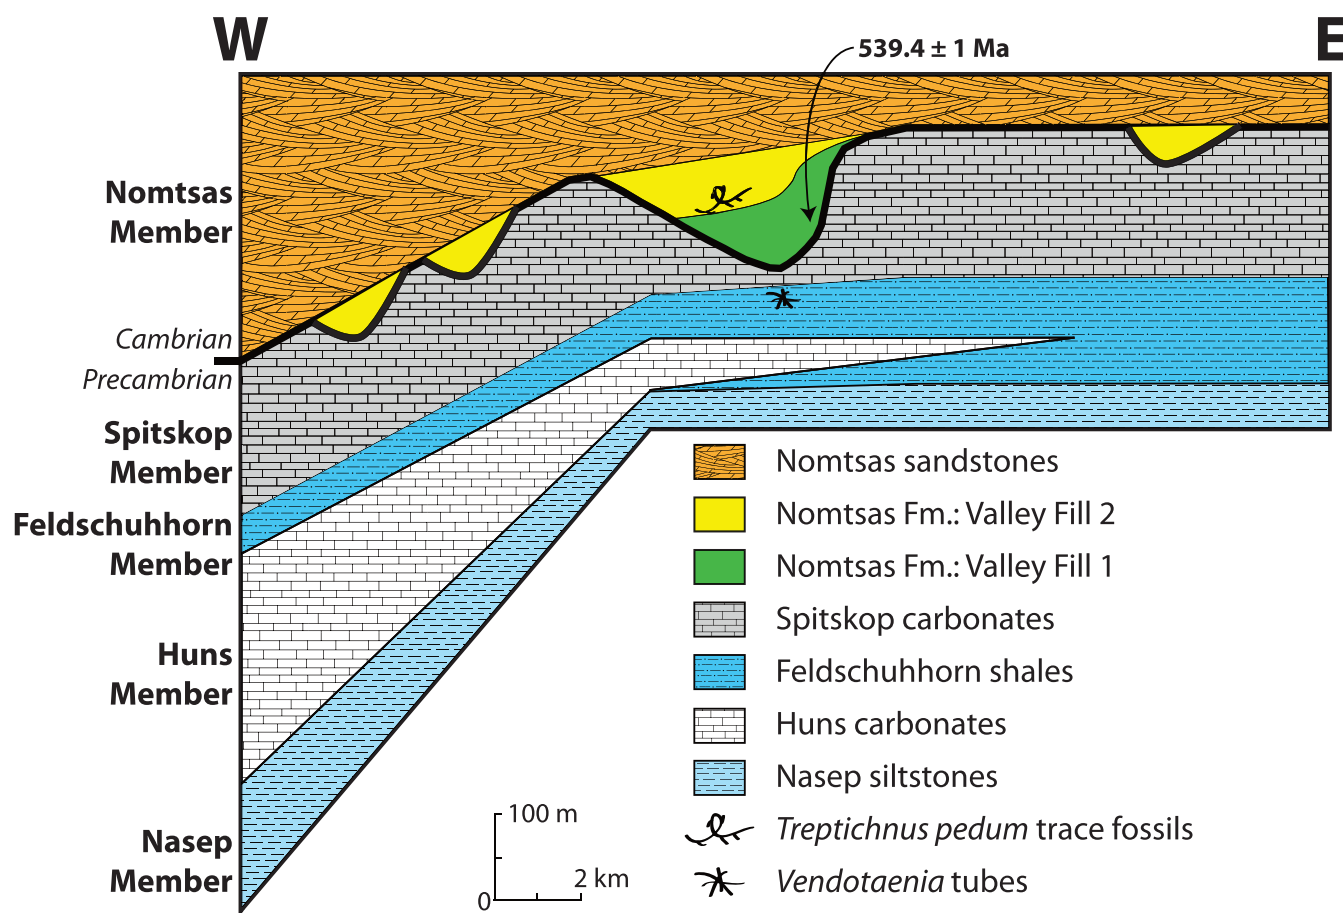 W
E
539.4 ± 1 Ma
Nomtsas
Member
Cambrian
Precambrian
Spitskop
Member
Feldschuhhorn
Member
Huns
Member
Nasep
Member
Nomtsas sandstones
Nomtsas Fm.: Valley Fill 2
Nomtsas Fm.: Valley Fill 1
Spitskop carbonates
Feldschuhhorn shales
Huns carbonates
Nasep siltstones
Treptichnus pedum trace fossils
Vendotaenia tubes
100 m
2 km
0